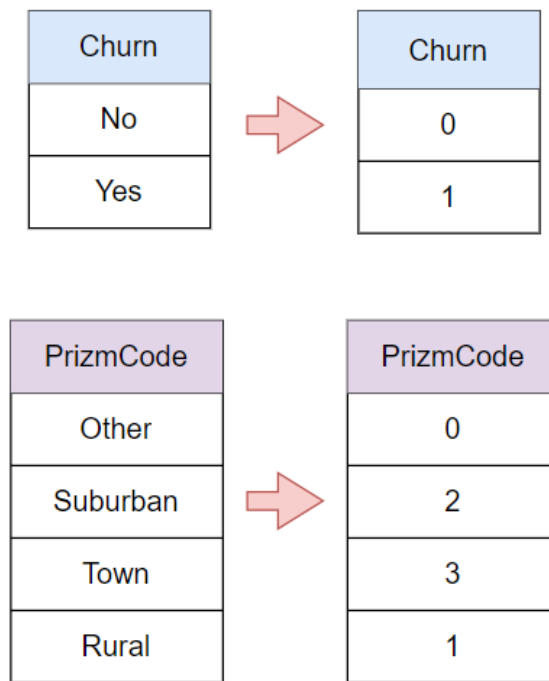 Churn
No
Yes
Churn
0
1
PrizmCode
Other
Suburban
Town
Rural
PrizmCode
0
2
3
1